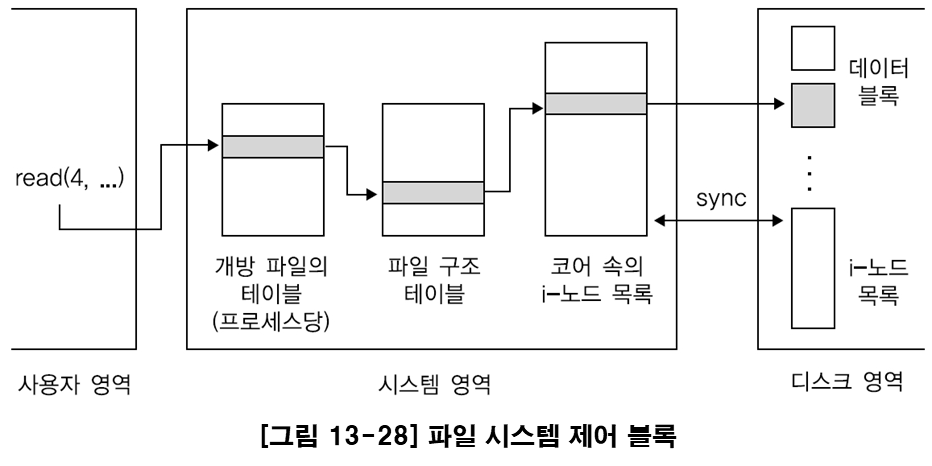 read(4, ...)
개방 파일의
테이블
(프로세스당)
파일 구조
테이블
코어 속의
i-노드 목록
sync
데이터
블록
i-노드
목록
사용자 영역
시스템 영역
디스크 영역
[그림 13-28] 파일 시스템 제어 블록